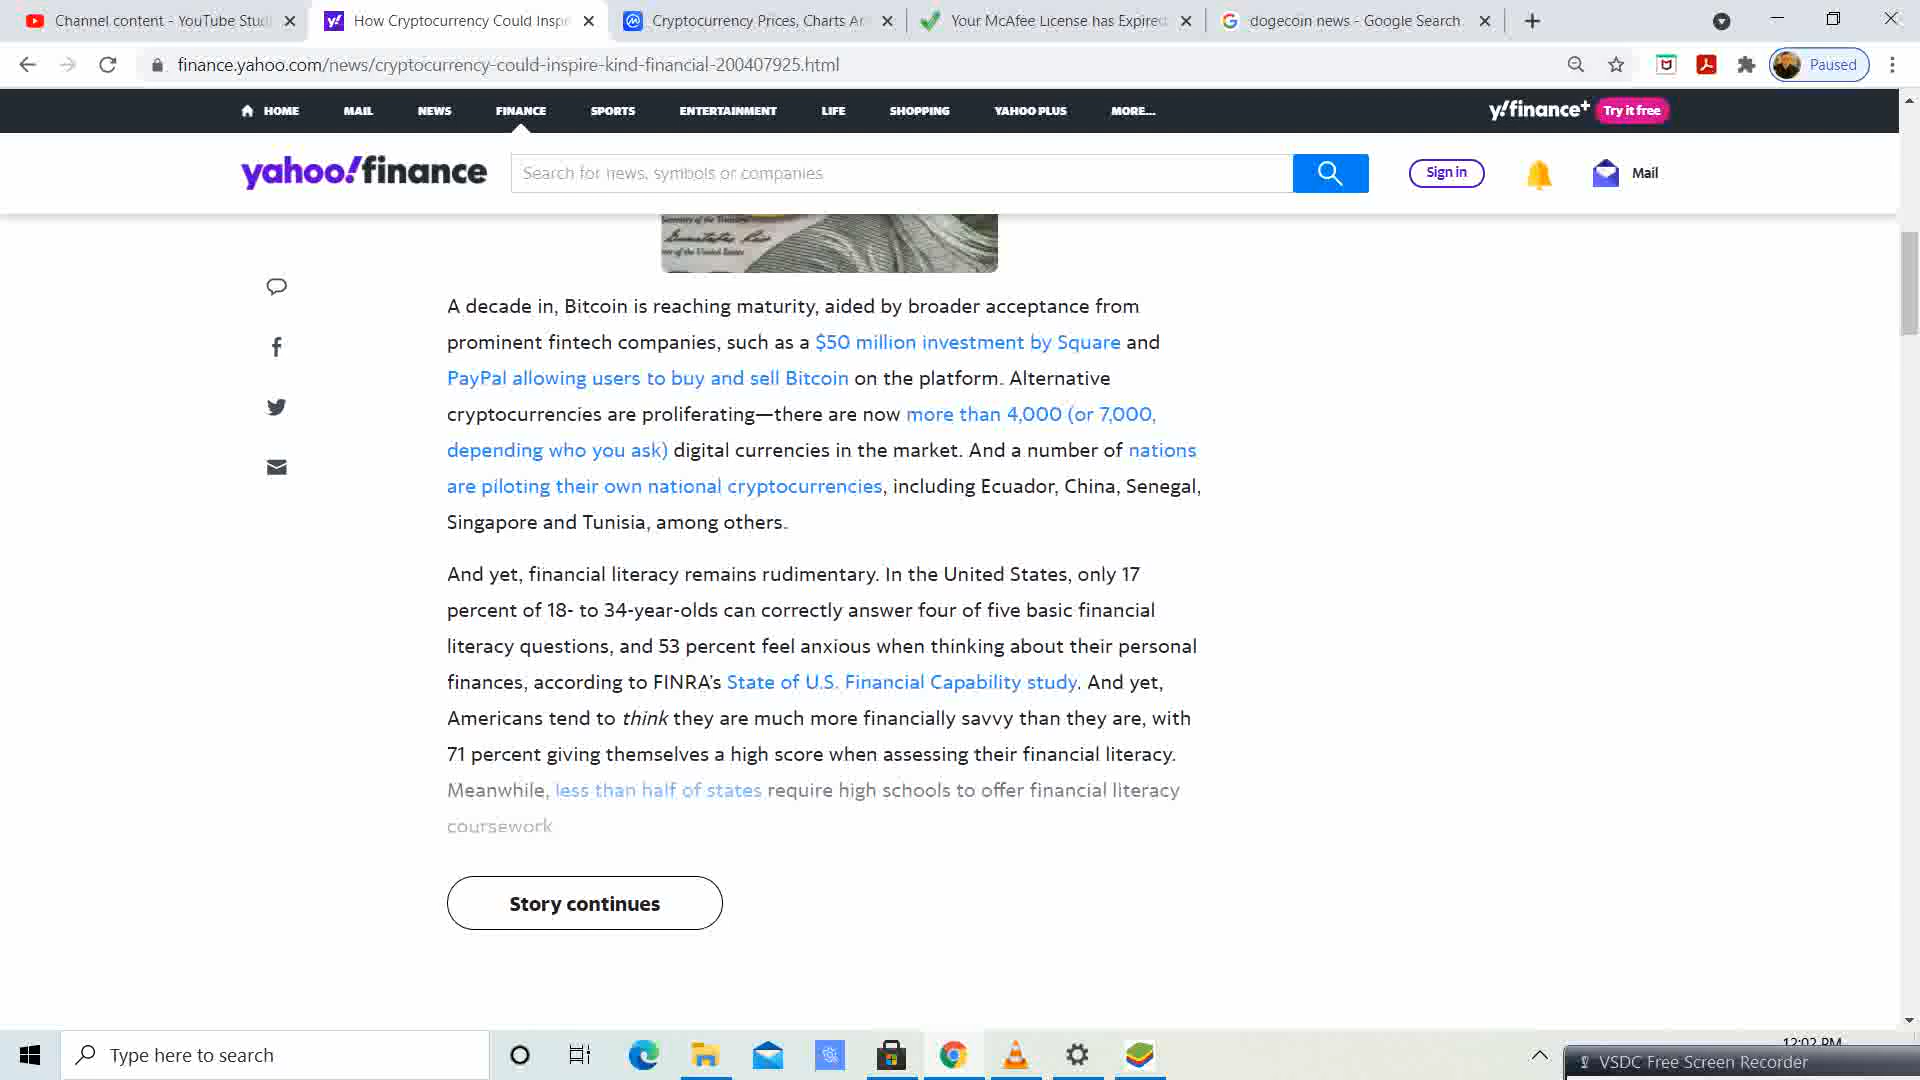 Channel content - YouTube Stud
How Cryptocurrency Could Inspi
Cryptocurrency Prices, Charts A
Your McAfee License has Expired
dogecoin news - Google Search
finance.yahoo.com/news/cryptocurrency-could-inspire-kind-financial-200407925.html
Paused
HOME MAIL NEWS FINANCE SPORTS ENTERTAINMENT LIFE SHOPPING YAHOO PLUS MORE...
y!finance+ Try it free
yahoo!finance
Search for news, symbols or companies
Sign in
Mail
of the United States
A decade in, Bitcoin is reaching maturity, aided by broader acceptance from
prominent fintech companies, such as a $50 million investment by Square and
PayPal allowing users to buy and sell Bitcoin on the platform. Alternative
cryptocurrencies are proliferating—there are now more than 4,000 (or 7,000,
depending who you ask) digital currencies in the market. And a number of nations
are piloting their own national cryptocurrencies, including Ecuador, China, Senegal,
Singapore and Tunisia, among others.
And yet, financial literacy remains rudimentary. In the United States, only 17
percent of 18- to 34-year-olds can correctly answer four of five basic financial
literacy questions, and 53 percent feel anxious when thinking about their personal
finances, according to FINRA's State of U.S. Financial Capability study. And yet,
Americans tend to think they are much more financially savvy than they are, with
71 percent giving themselves a high score when assessing their financial literacy.
Meanwhile, less than half of states require high schools to offer financial literacy
coursework
Story continues
Type here to search
12:02 PM
VSDC Free Screen Recorder